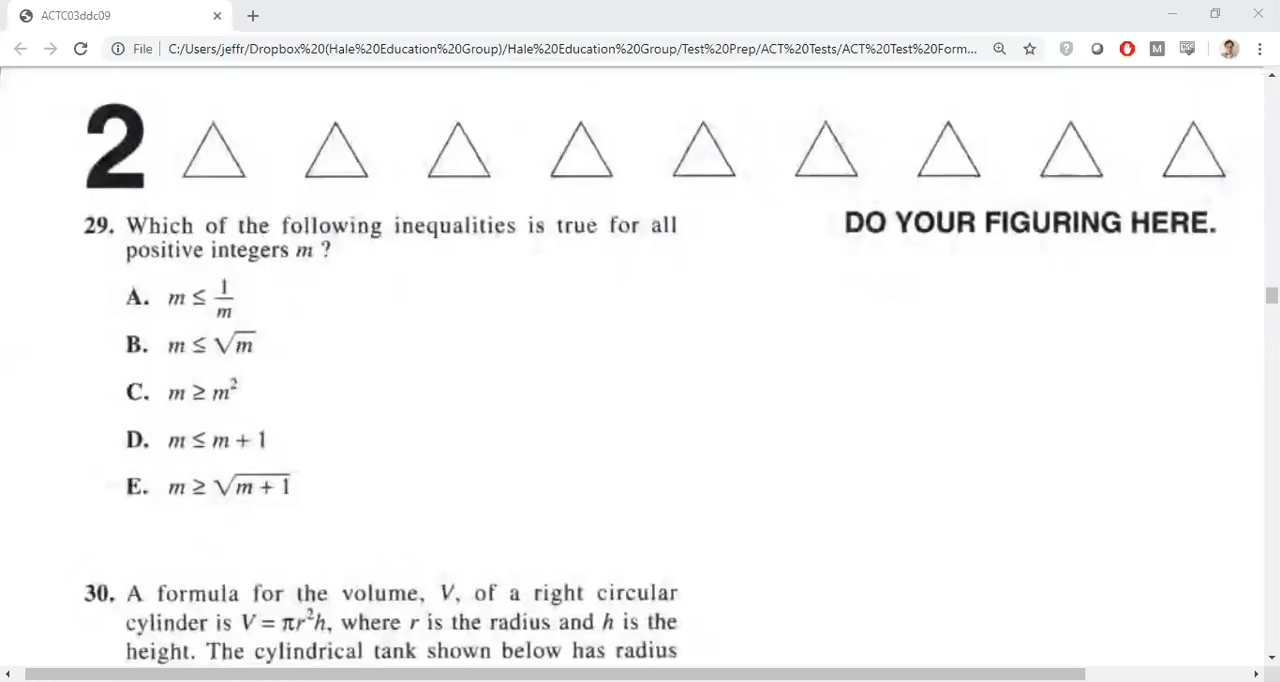 ACTC03ddc09
File C:/Users/jeffr/Dropbox%20(Hale%20Education%20Group)/Hale%20Education%20Group/Test%20Prep/ACT%20Tests/ACT%20Test%20Form...
2
DO YOUR FIGURING HERE.
29. Which of the following inequalities is true for all
positive integers m ?
A. m ≤ 1/m
B. m ≤ √m
C. m ≥ m²
D. m ≤ m + 1
E. m ≥ √(m + 1)
30. A formula for the volume, V, of a right circular
cylinder is V = πr²h, where r is the radius and h is the
height. The cylindrical tank shown below has radius